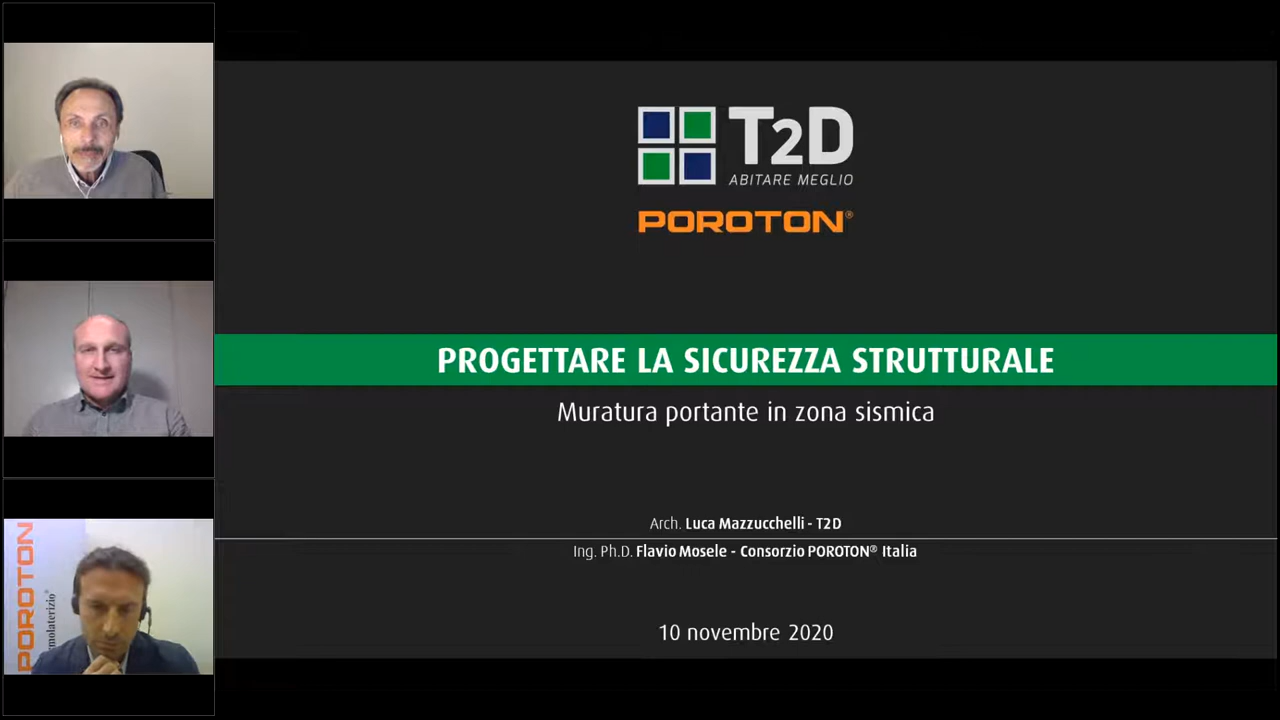 T2D
ABITARE MEGLIO
POROTON®
PROGETTARE LA SICUREZZA STRUTTURALE
Muratura portante in zona sismica
Arch. Luca Mazzucchelli - T2D
Ing. Ph.D. Flavio Mosele - Consorzio POROTON® Italia
10 novembre 2020
POROTON